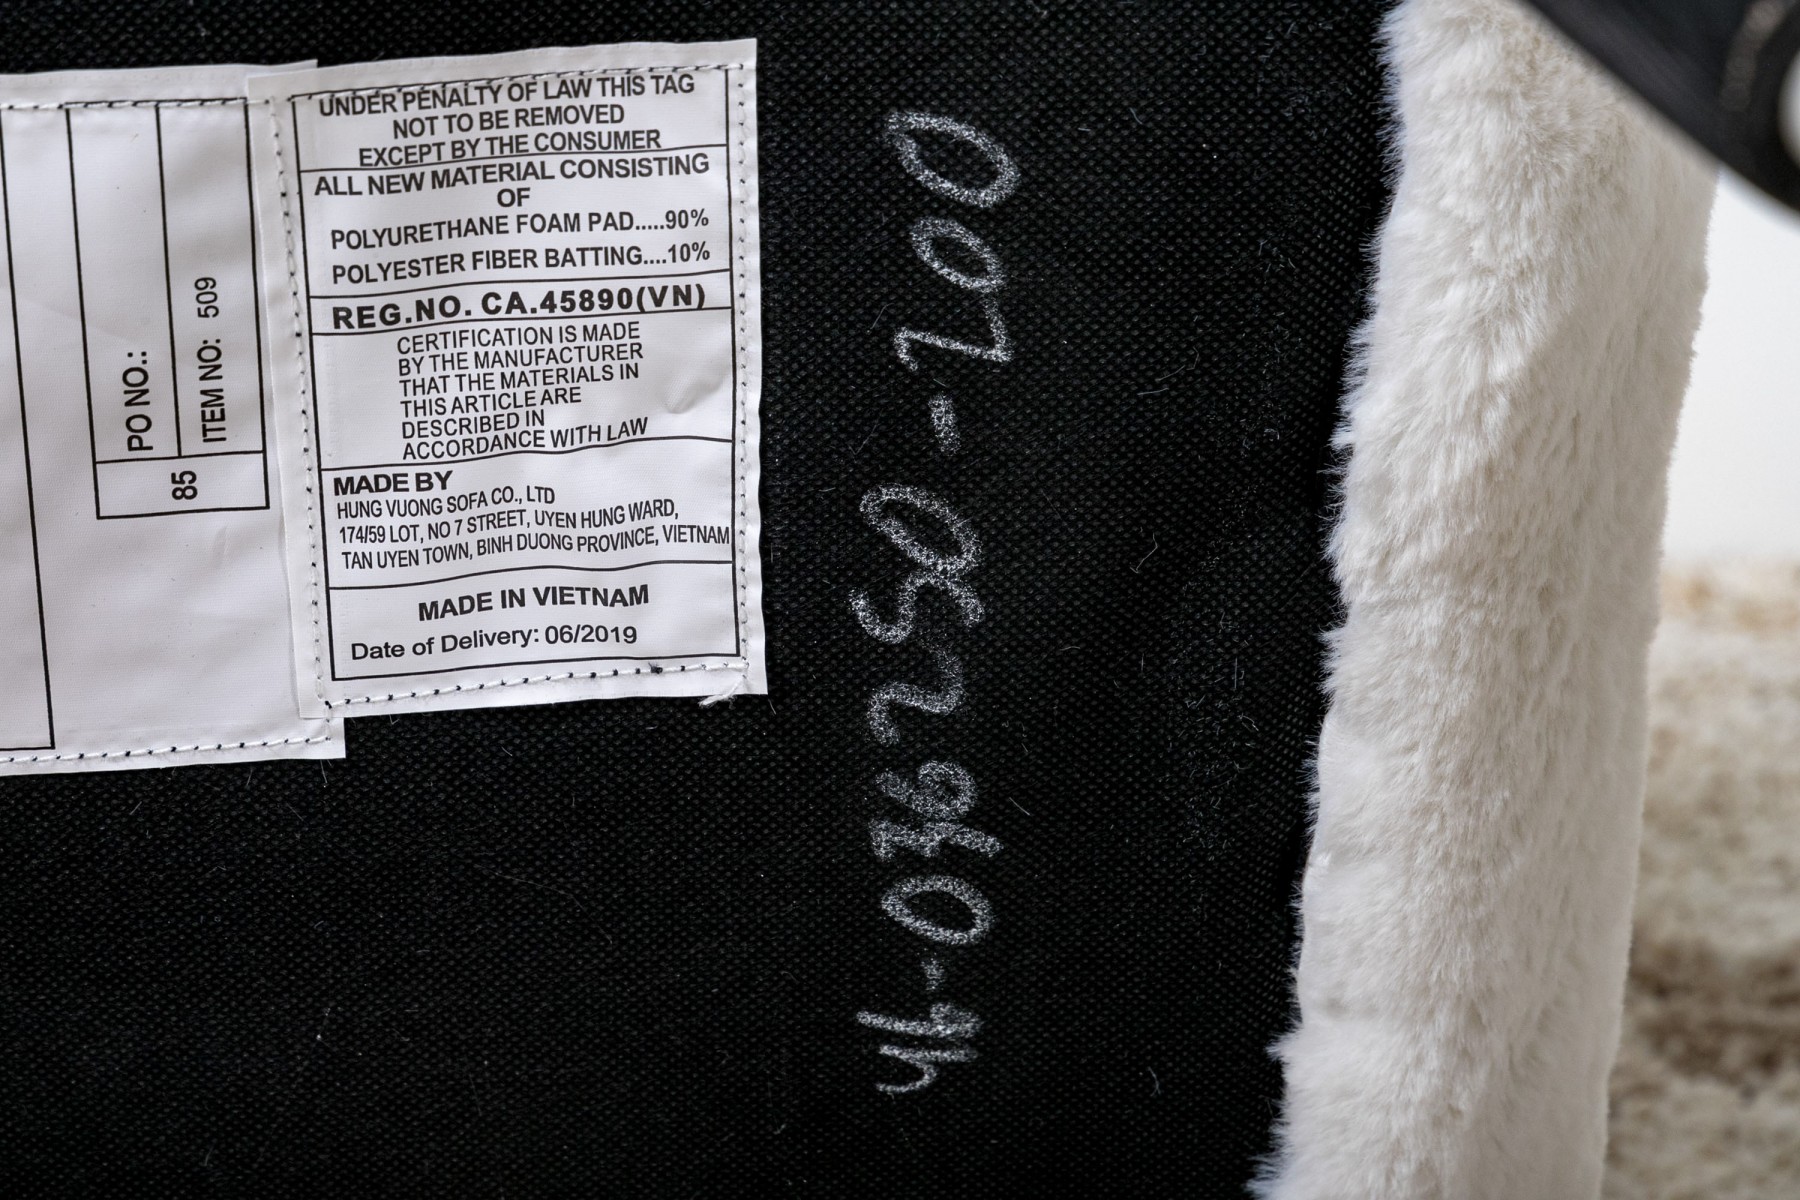 PO NO.:
85
ITEM NO: 509
UNDER PENALTY OF LAW THIS TAG
NOT TO BE REMOVED
EXCEPT BY THE CONSUMER
ALL NEW MATERIAL CONSISTING
OF
POLYURETHANE FOAM PAD.....90%
POLYESTER FIBER BATTING....10%
REG.NO. CA.45890(VN)
CERTIFICATION IS MADE
BY THE MANUFACTURER
THAT THE MATERIALS IN
THIS ARTICLE ARE
DESCRIBED IN
ACCORDANCE WITH LAW
MADE BY
HUNG VUONG SOFA CO., LTD
174/59 LOT, NO 7 STREET, UYEN HUNG WARD,
TAN UYEN TOWN, BINH DUONG PROVINCE, VIETNAM
MADE IN VIETNAM
Date of Delivery: 06/2019
46-036250-200